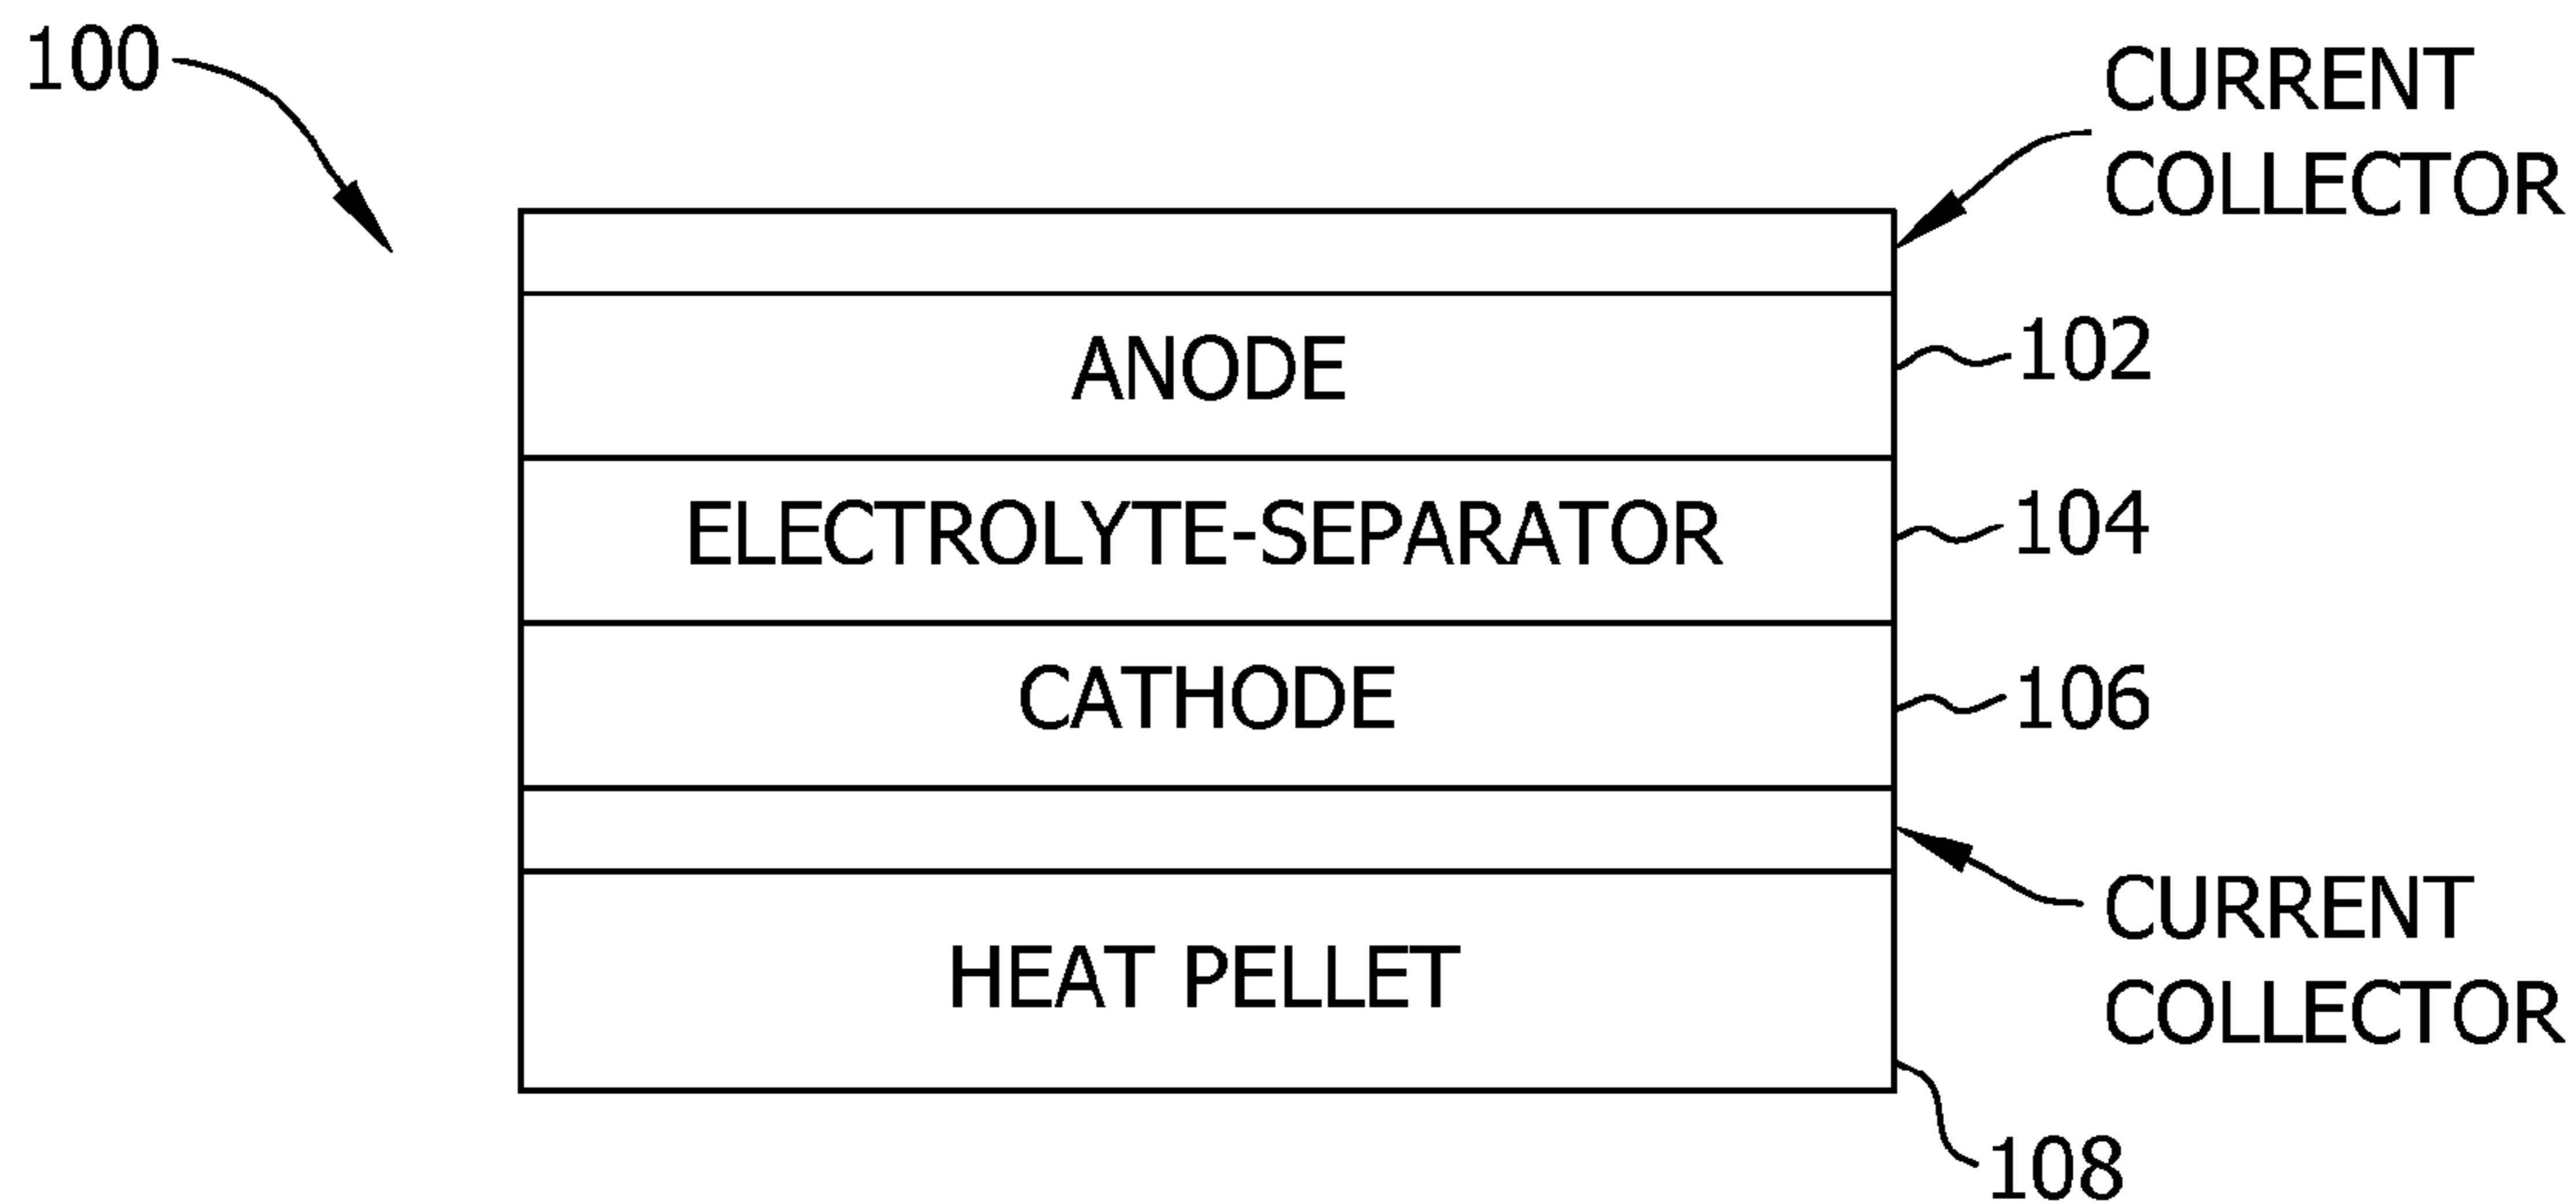 100
CURRENT
COLLECTOR
ANODE
102
ELECTROLYTE-SEPARATOR
104
CATHODE
106
CURRENT
COLLECTOR
HEAT PELLET
108